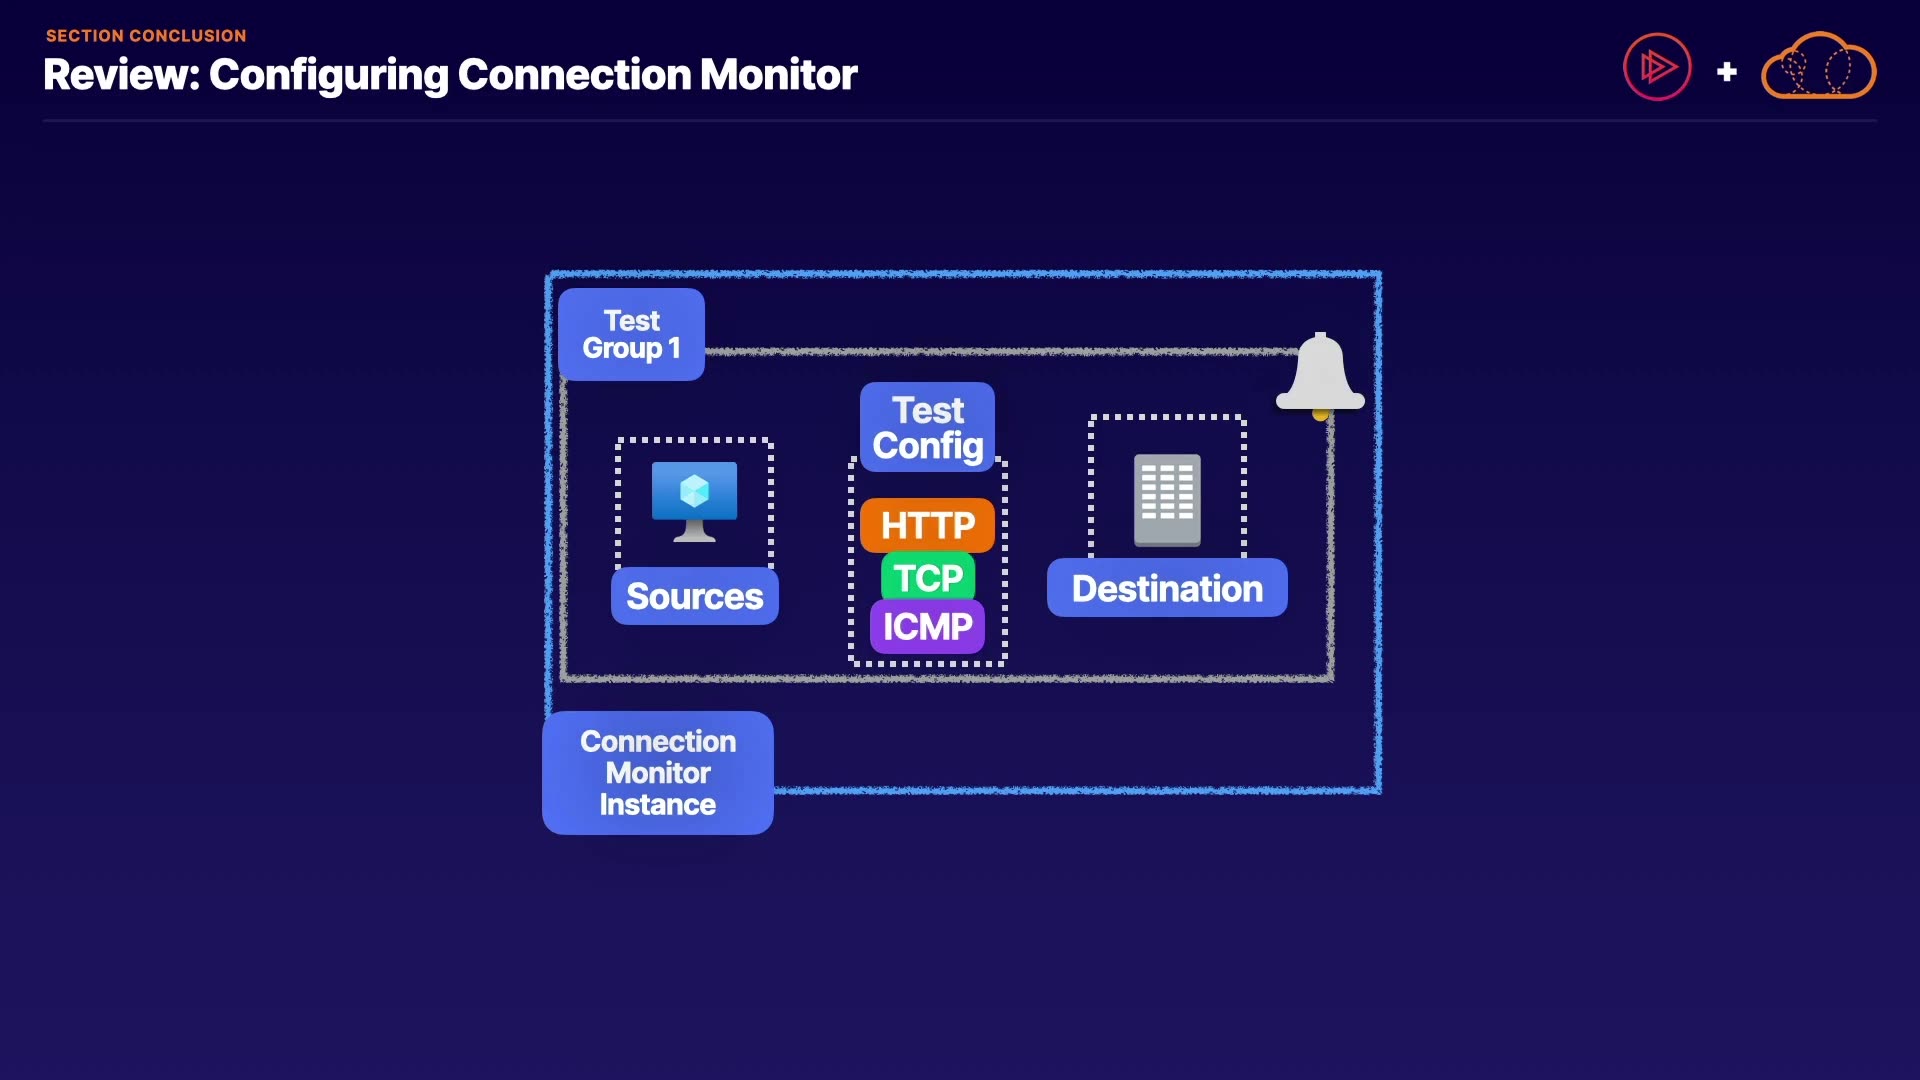 SECTION CONCLUSION
Review: Configuring Connection Monitor
+
Test
Group 1
Test
Config
HTTP
TCP
ICMP
Sources
Destination
Connection
Monitor
Instance